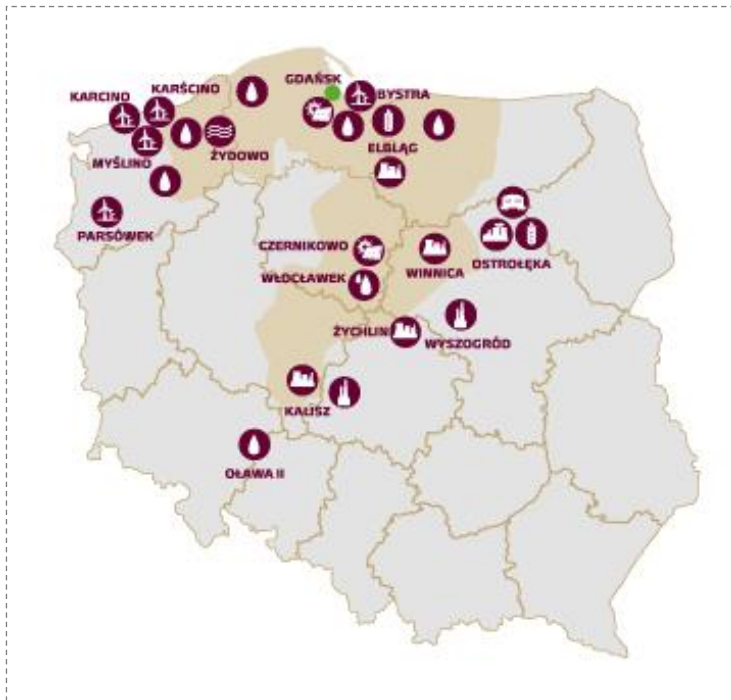 KARŚCINO
GDAŃSK
KARCINO
BYSTRA
ELBLĄG
ŻYDOWO
MYŚLINO
PARSÓWEK
CZERNIKOWO
WINNICA
OSTROŁĘKA
WŁOCŁAWEK
ŻYCHLIN
WYSZOGRÓD
KALISZ
OŁAWA II